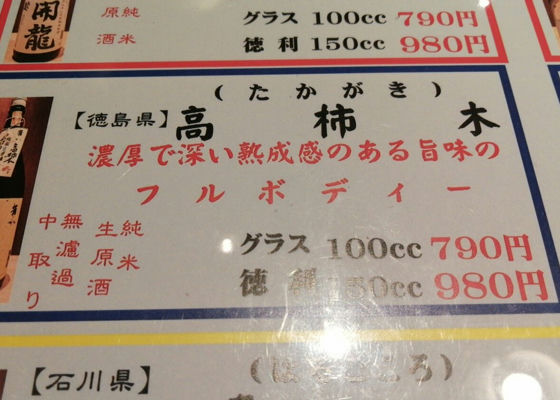 龍
純米
原酒
グラス 100cc 790円
徳利 150cc 980円
(たかがき)
【徳島県】高柿木
濃厚で深い熟成感のある旨味の
フルボディー
純米
生原酒
無濾過
中取り
グラス 100cc 790円
徳利 150cc 980円
【石川県】